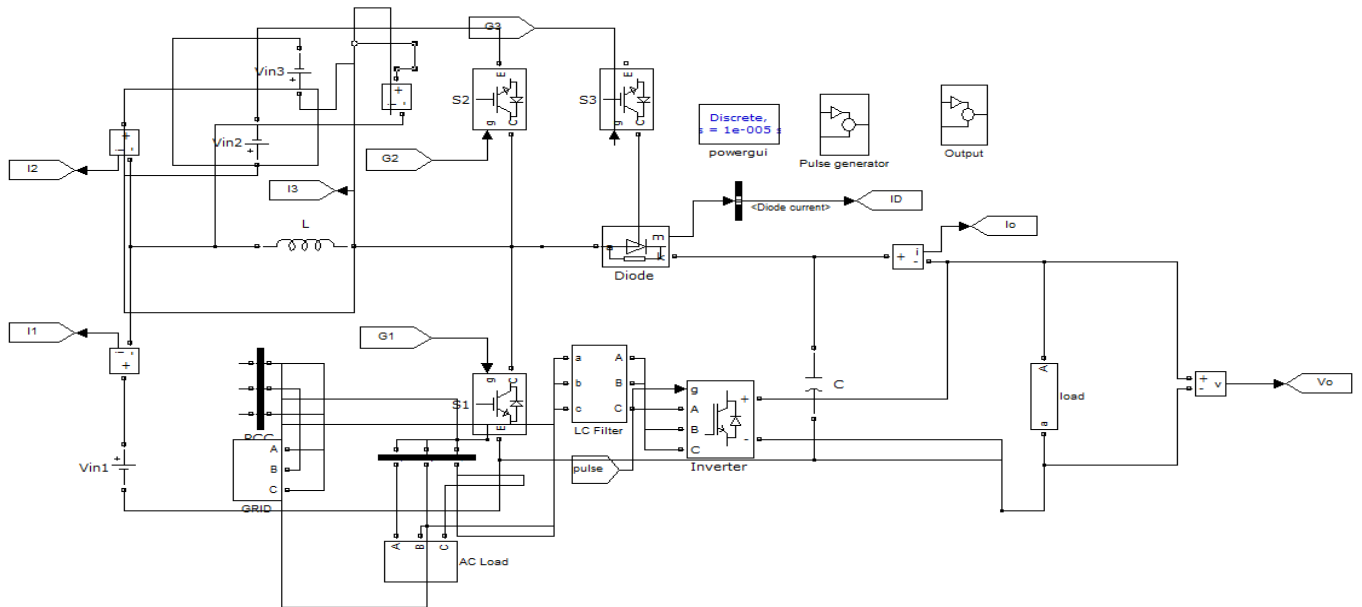 G3
Vin3
+
+
-
i
S2
E
g
C
S3
E
g
C
Discrete,
s = 1e-005 s
powergui
Pulse generator
Output
+
i
-
Vin2
+
I2
G2
I3
ID
<Diode current>
Io
L
a
m
k
Diode
+
i
-
I1
i
-
+
G1
g
C
S1
E
a
b
c
A
B
C
LC Filter
g
A
B
C
+
-
Inverter
C
A
a
load
+
-
v
Vo
PCC
A
B
C
GRID
Vin1
+
pulse
A
B
C
AC Load